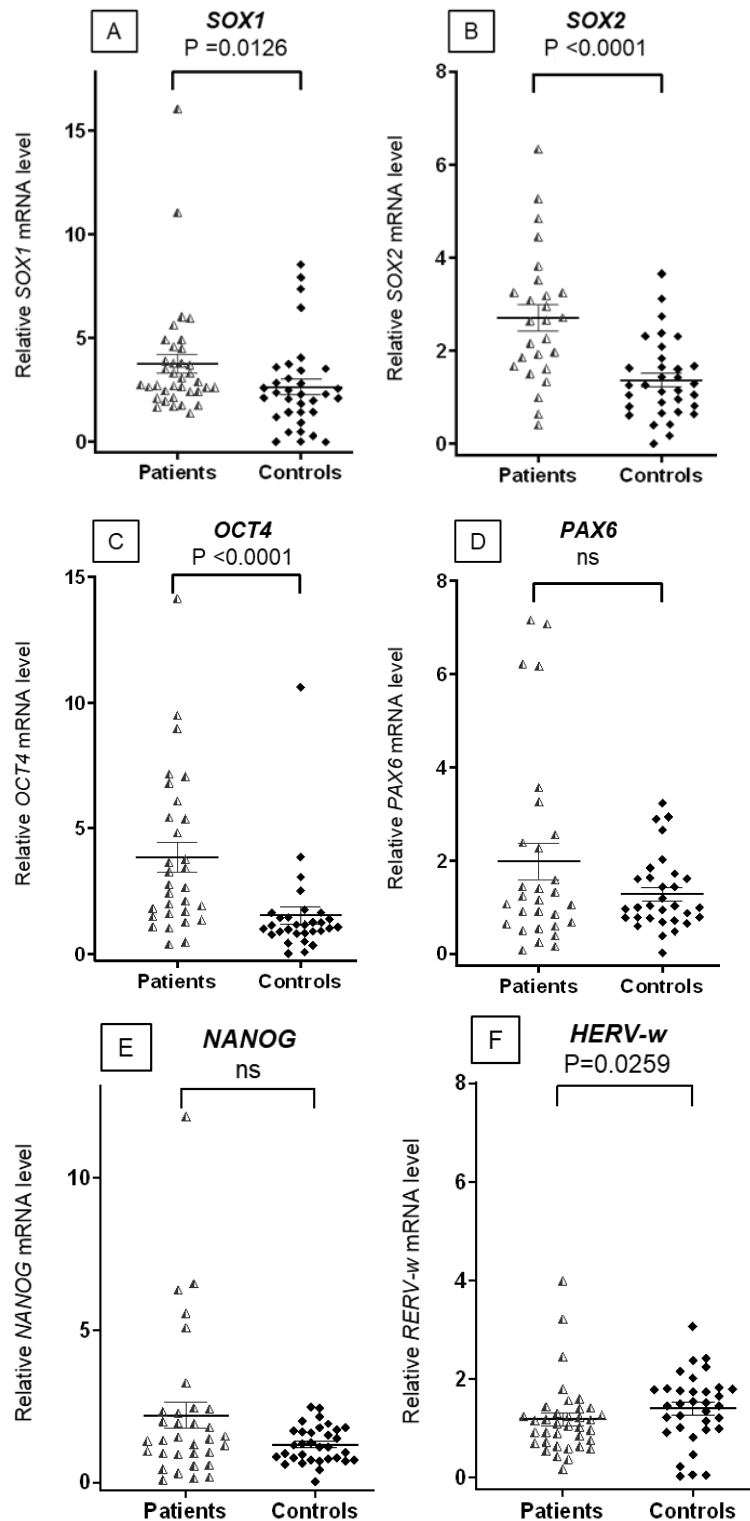 A
SOX1
P =0.0126
Relative SOX1 mRNA level
15
10
5
0
Patients
Controls
B
SOX2
P <0.0001
Relative SOX2 mRNA level
8
6
4
2
0
Patients
Controls
C
OCT4
P <0.0001
Relative OCT4 mRNA level
15
10
5
0
Patients
Controls
D
PAX6
ns
Relative PAX6 mRNA level
8
6
4
2
0
Patients
Controls
E
NANOG
ns
Relative NANOG mRNA level
10
5
0
Patients
Controls
F
HERV-w
P=0.0259
Relative RERV-w mRNA level
8
6
4
2
0
Patients
Controls